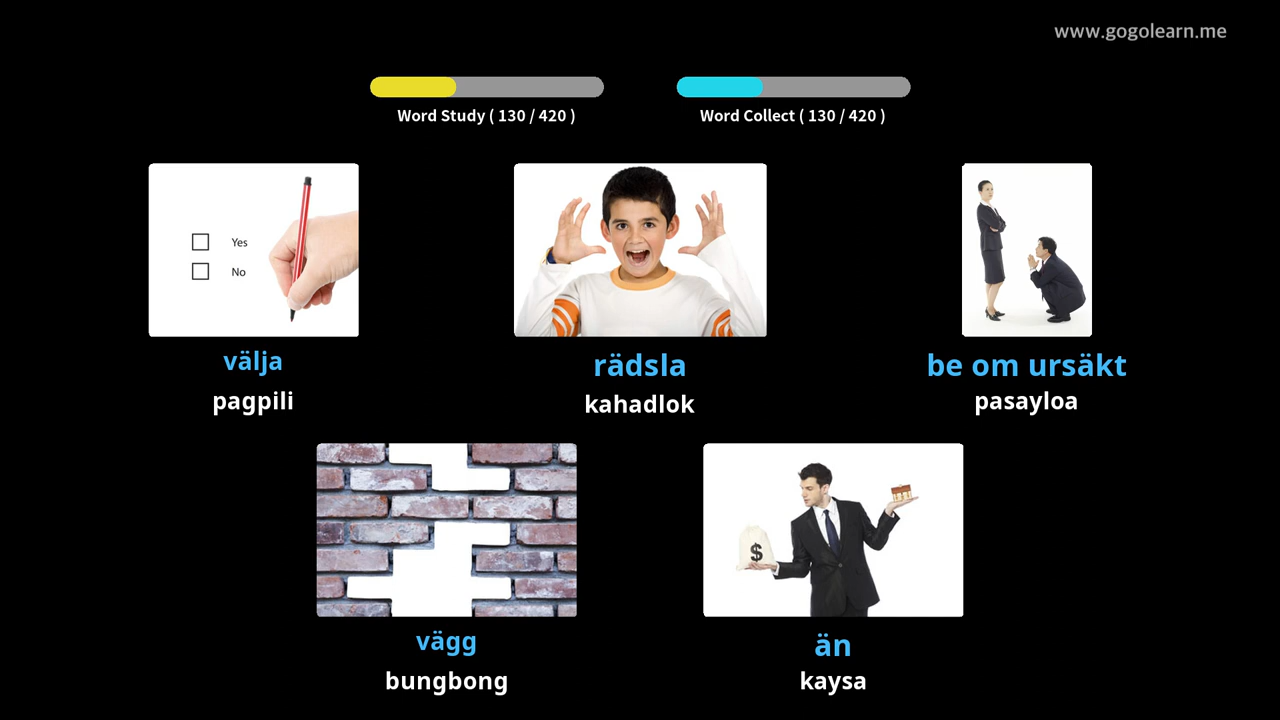 www.gogolearn.me
Word Study ( 130 / 420 )
Word Collect ( 130 / 420 )
Yes
No
$
välja
pagpili
rädsla
kahadlok
be om ursäkt
pasayloa
vägg
bungbong
än
kaysa